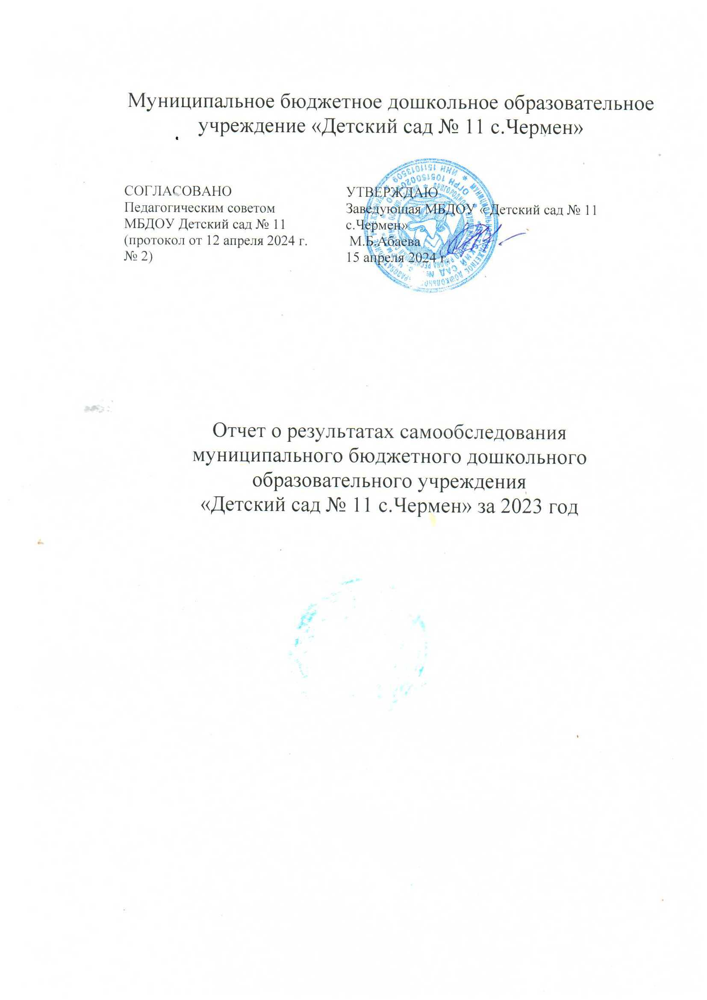 Муниципальное бюджетное дошкольное образовательное
учреждение «Детский сад № 11 с.Чермен»
СОГЛАСОВАНО
Педагогическим советом
МБДОУ Детский сад № 11
(протокол от 12 апреля 2024 г.
№ 2)
УТВЕРЖДАЮ
Заведующая МБДОУ « Детский сад № 11
с.Чермен»
М.Б.Абаева
15 апреля 2024 г.
ИНН 1511013509
Отчет о результатах самообследования
муниципального бюджетного дошкольного
образовательного учреждения
«Детский сад № 11 с.Чермен» за 2023 год